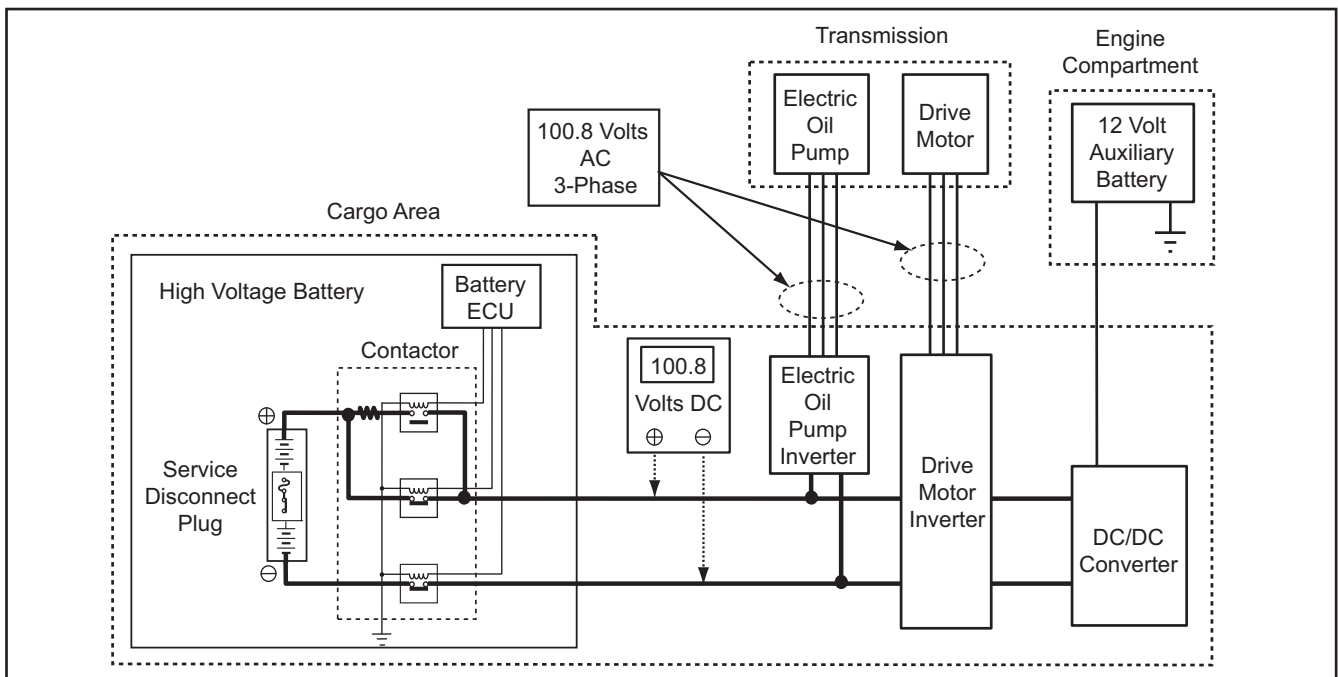 Transmission
Engine
Compartment
Electric
Oil
Pump
Drive
Motor
12 Volt
Auxiliary
Battery
100.8 Volts
AC
3-Phase
Cargo Area
High Voltage Battery
Battery
ECU
Contactor
100.8
Volts DC
⊕ ⊖
Electric
Oil
Pump
Inverter
⊕
Service
Disconnect
Plug
⊖
Drive
Motor
Inverter
DC/DC
Converter